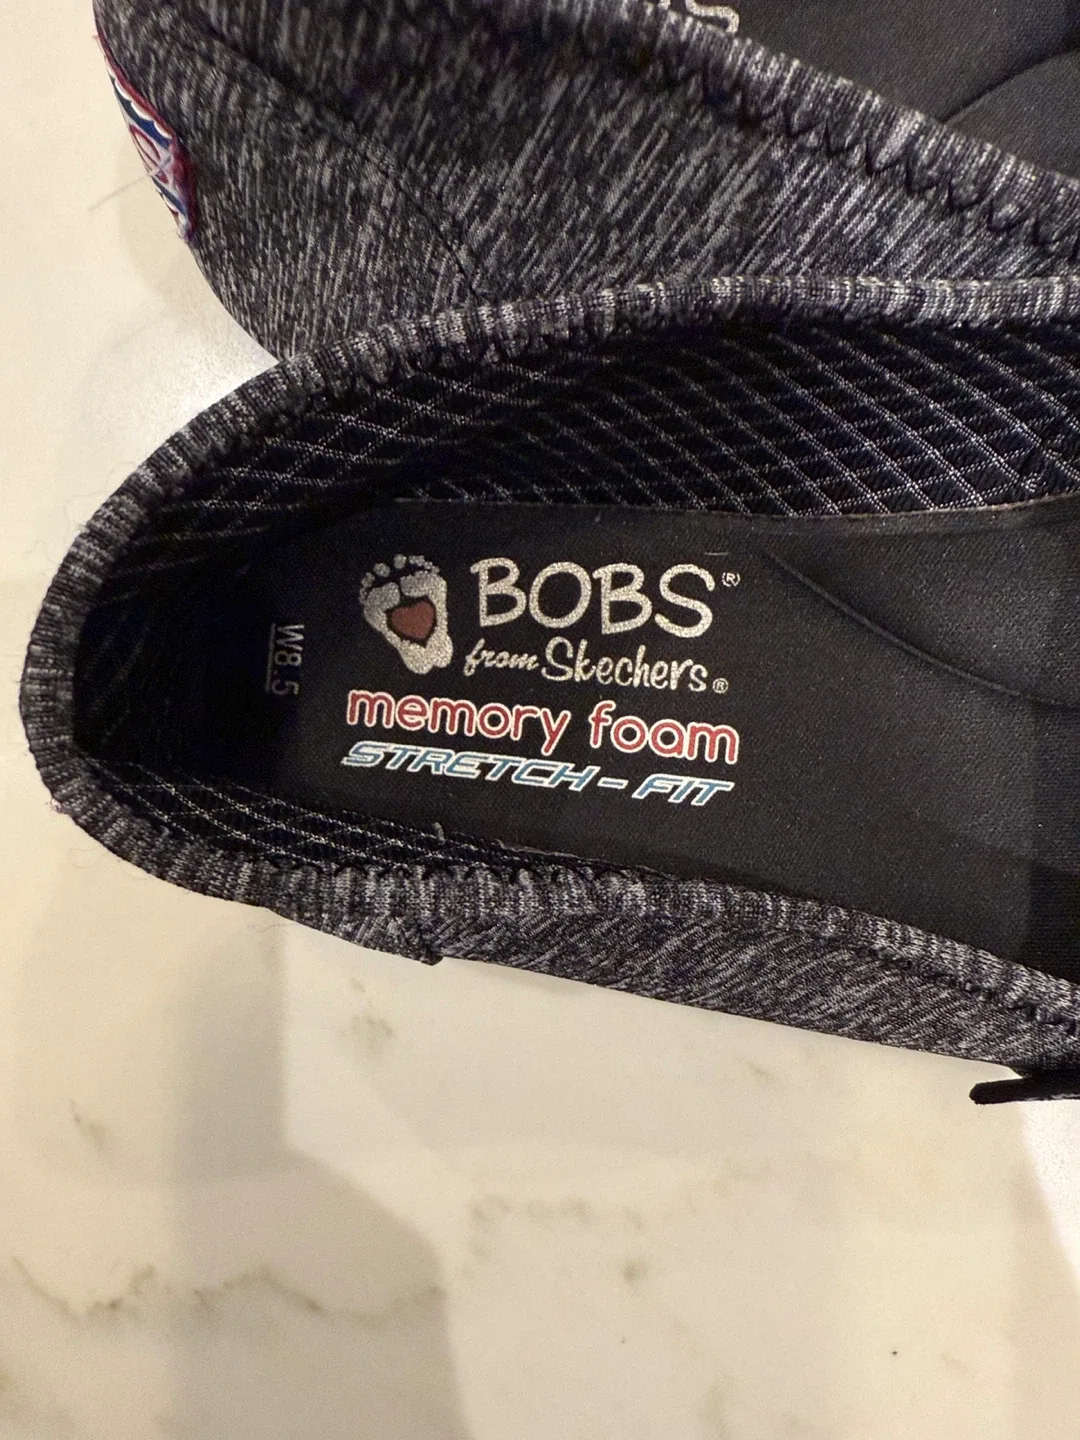 BOBS®
from Skechers®
memory foam
STRETCH-FIT
W8.5